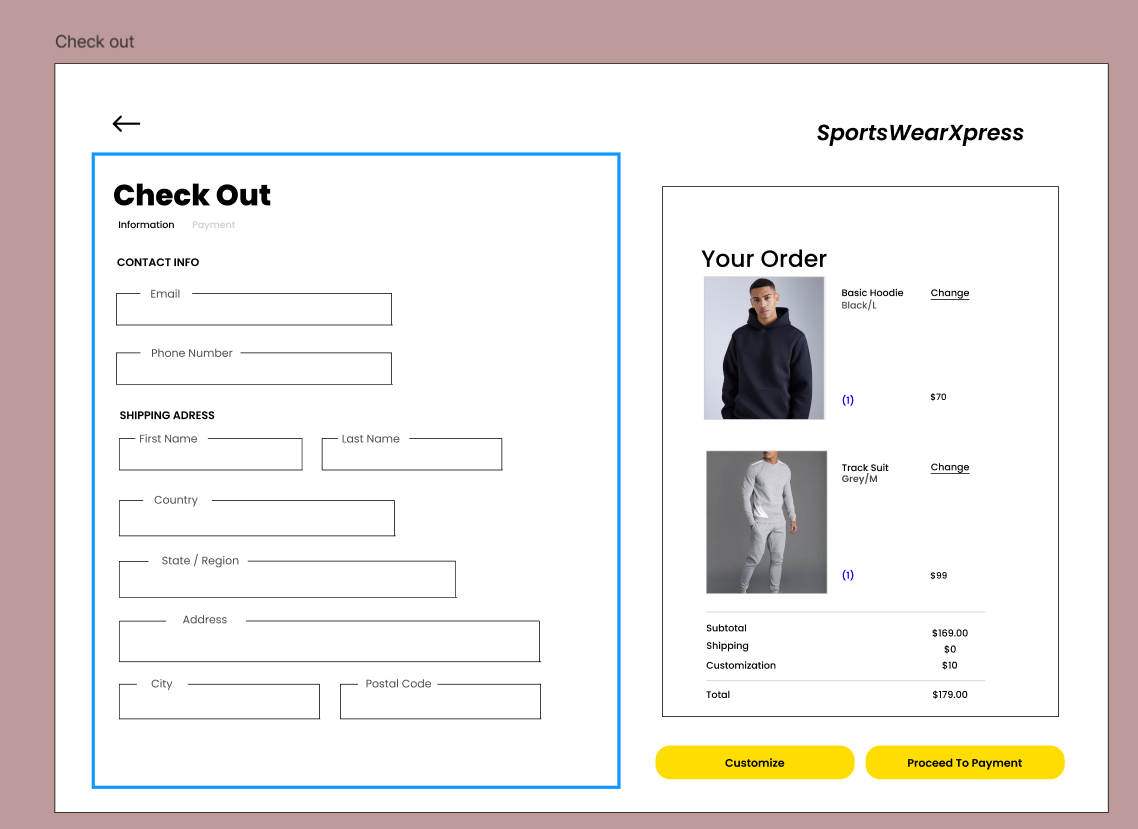 Check out
SportsWearXpress
Check Out
Information Payment
CONTACT INFO
Email
Phone Number
SHIPPING ADRESS
First Name Last Name
Country
State / Region
Address
City Postal Code
Your Order
Basic Hoodie Change
Black/L
(1) $70
Track Suit Change
Grey/M
(1) $99
Subtotal $169.00
Shipping $0
Customization $10
Total $179.00
Customize Proceed To Payment